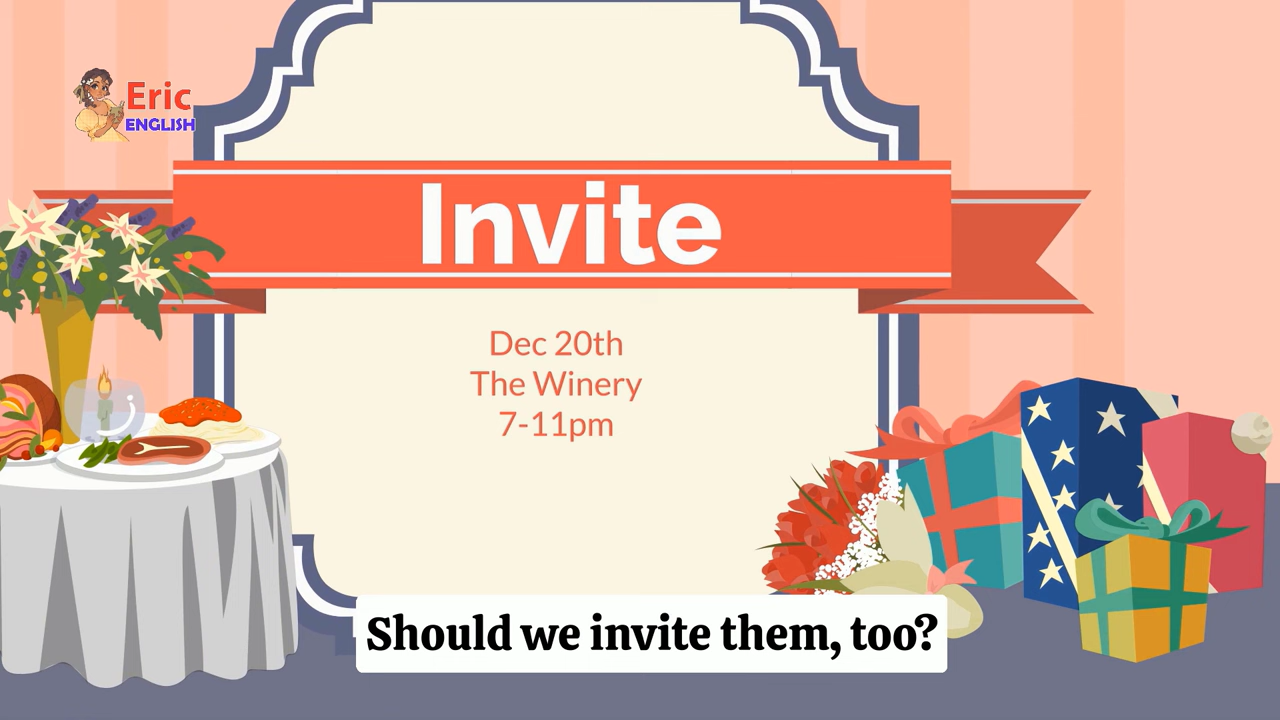 Eric
ENGLISH
Invite
Dec 20th
The Winery
7-11pm
Should we invite them, too?